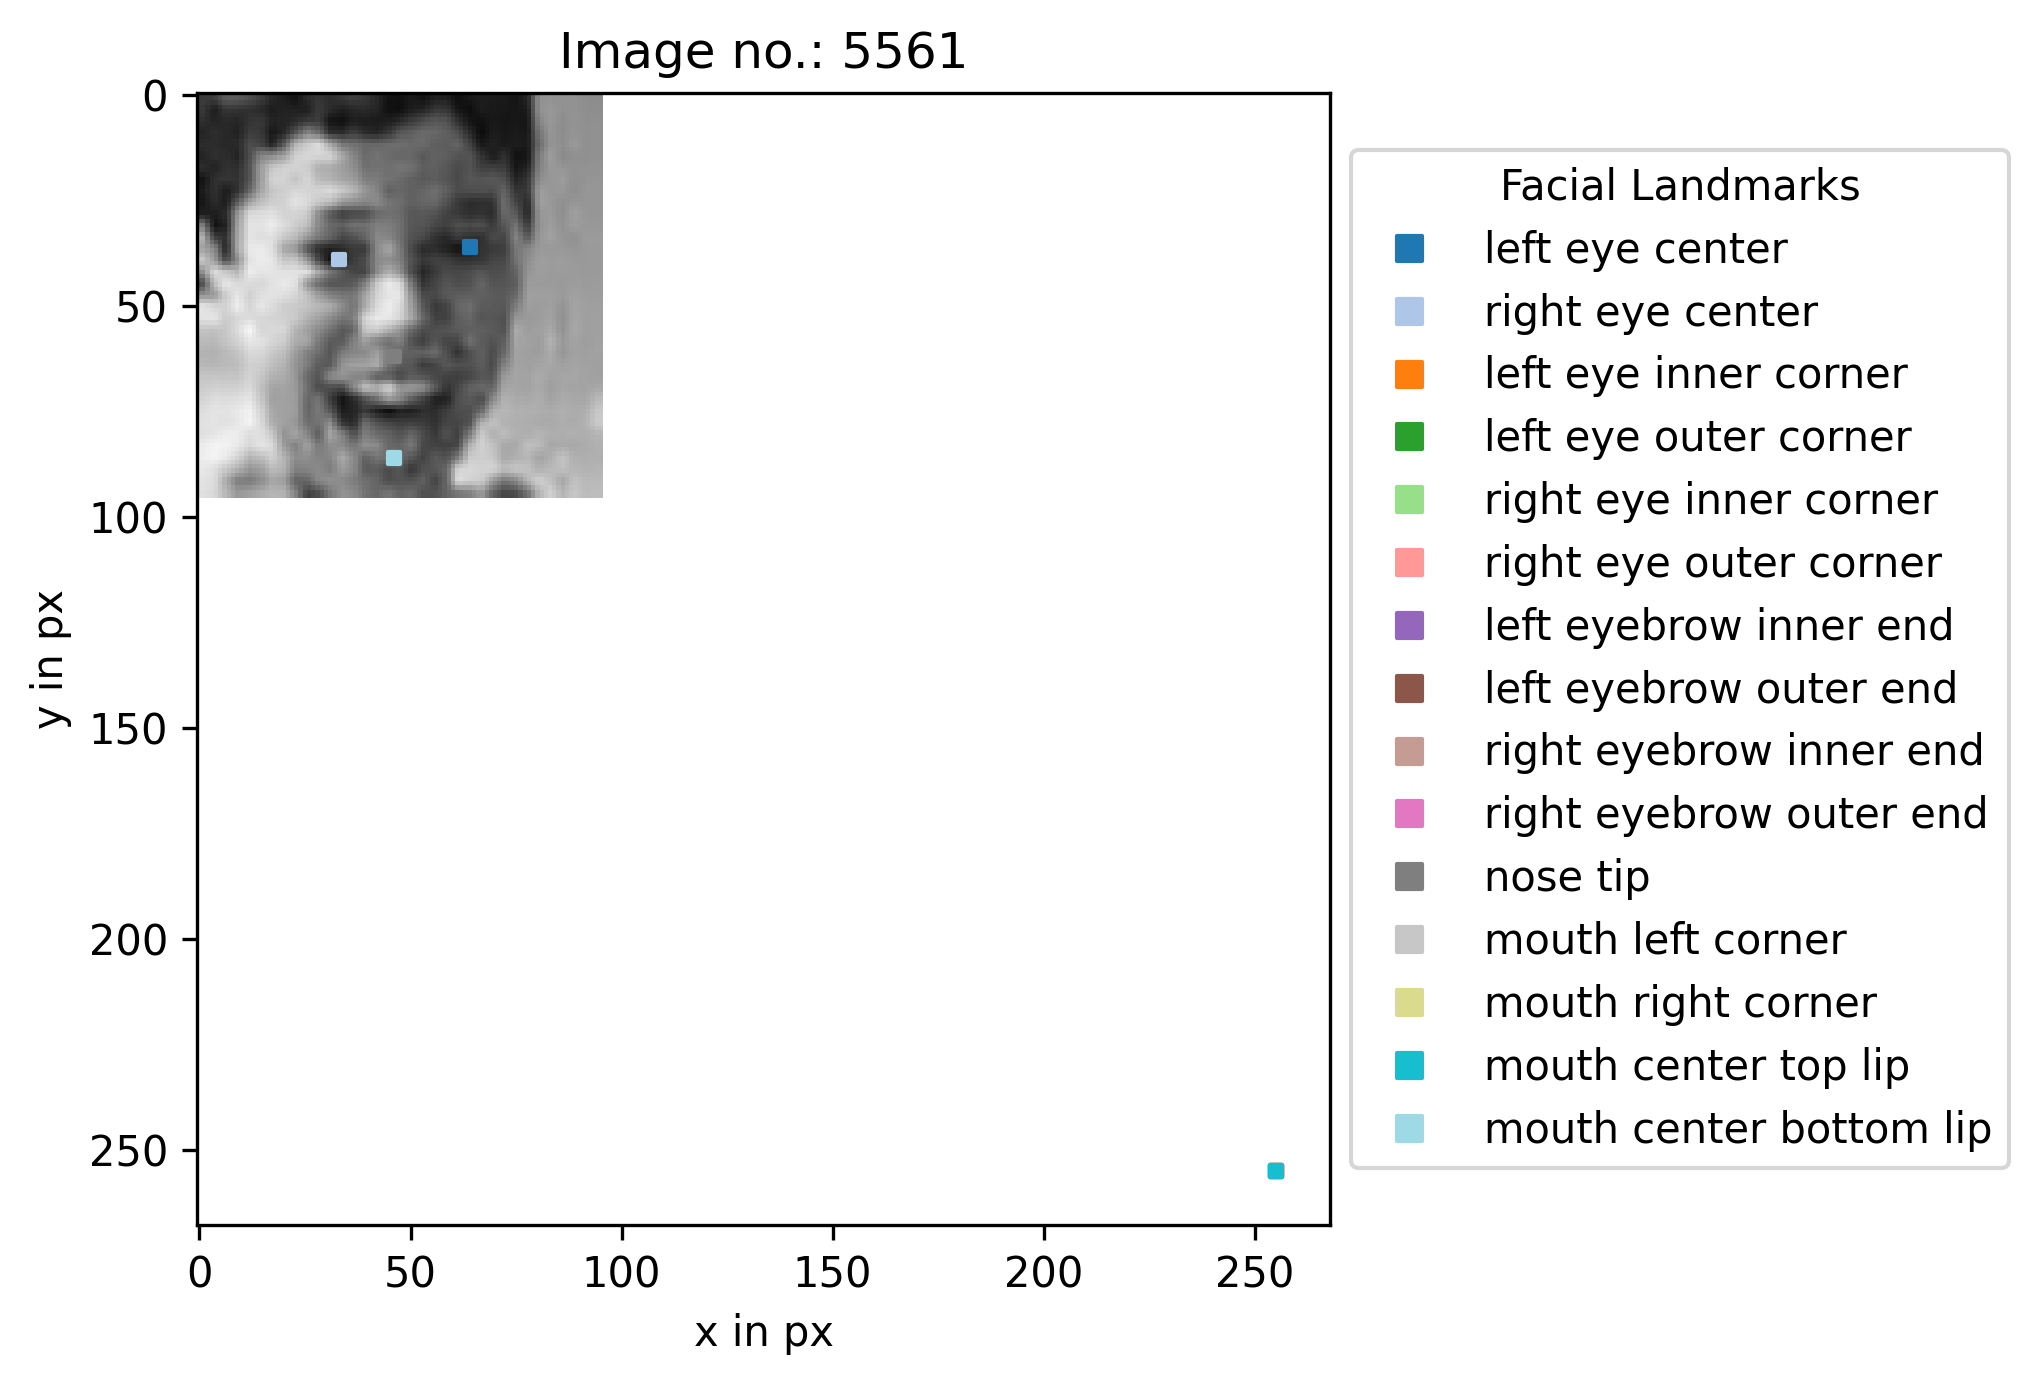 Image no.: 5561
0
50
100
150
200
250
y in px
0 50 100 150 200 250
x in px
Facial Landmarks
left eye center
right eye center
left eye inner corner
left eye outer corner
right eye inner corner
right eye outer corner
left eyebrow inner end
left eyebrow outer end
right eyebrow inner end
right eyebrow outer end
nose tip
mouth left corner
mouth right corner
mouth center top lip
mouth center bottom lip